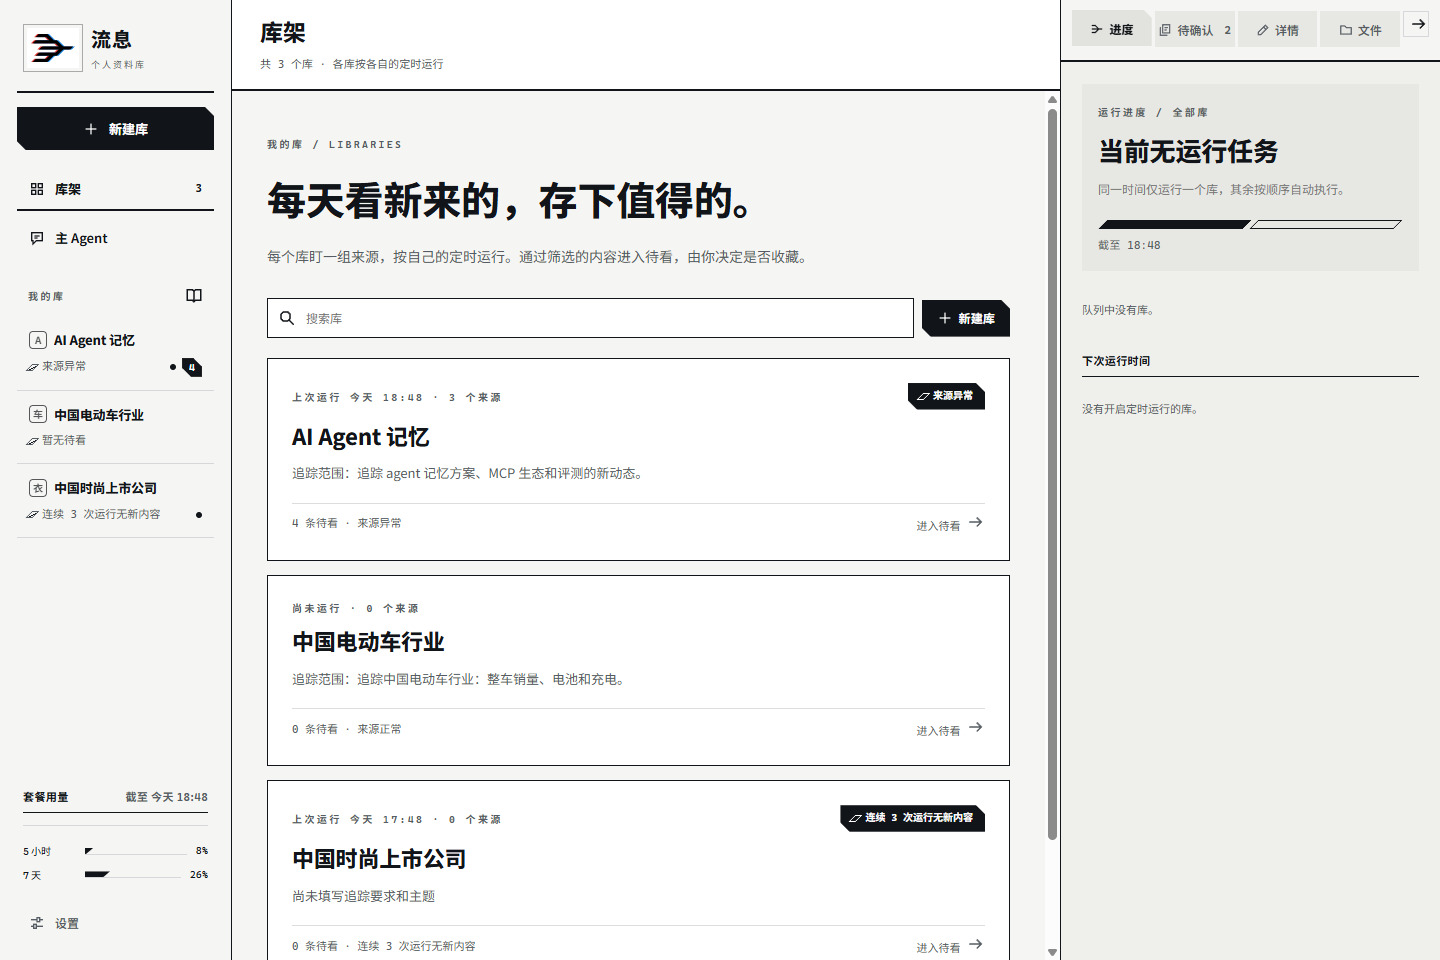 流息
个人资料库
新建库
库架 3
主 Agent
我的库
A AI Agent 记忆
来源异常 4
车 中国电动车行业
暂无待看
衣 中国时尚上市公司
连续 3 次运行无新内容
套餐用量 截至 今天 18:48
5 小时 8%
7 天 26%
设置
库架
共 3 个库 · 各库按各自的定时运行
我的库 / LIBRARIES
每天看新来的，存下值得的。
每个库盯一组来源，按自己的定时运行。通过筛选的内容进入待看，由你决定是否收藏。
搜索库
新建库
上次运行 今天 18:48 · 3 个来源
来源异常
AI Agent 记忆
追踪范围：追踪 agent 记忆方案、MCP 生态和评测的新动态。
4 条待看 · 来源异常
进入待看
尚未运行 · 0 个来源
中国电动车行业
追踪范围：追踪中国电动车行业：整车销量、电池和充电。
0 条待看 · 来源正常
进入待看
上次运行 今天 17:48 · 0 个来源
连续 3 次运行无新内容
中国时尚上市公司
尚未填写追踪要求和主题
0 条待看 · 连续 3 次运行无新内容
进入待看
进度 待确认 2 详情 文件
运行进度 / 全部库
当前无运行任务
同一时间仅运行一个库，其余按顺序自动执行。
截至 18:48
队列中没有库。
下次运行时间
没有开启定时运行的库。